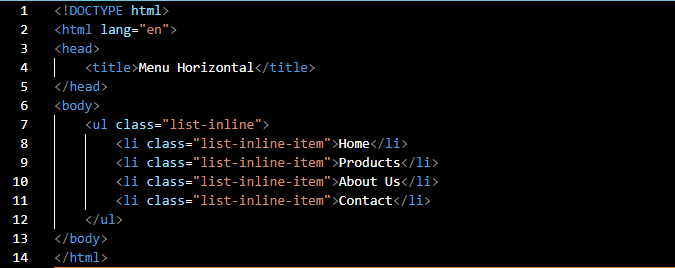 1 <!DOCTYPE html>
2 <html lang="en">
3 <head>
4     <title>Menu Horizontal</title>
5 </head>
6 <body>
7     <ul class="list-inline">
8         <li class="list-inline-item">Home</li>
9         <li class="list-inline-item">Products</li>
10         <li class="list-inline-item">About Us</li>
11         <li class="list-inline-item">Contact</li>
12     </ul>
13 </body>
14 </html>